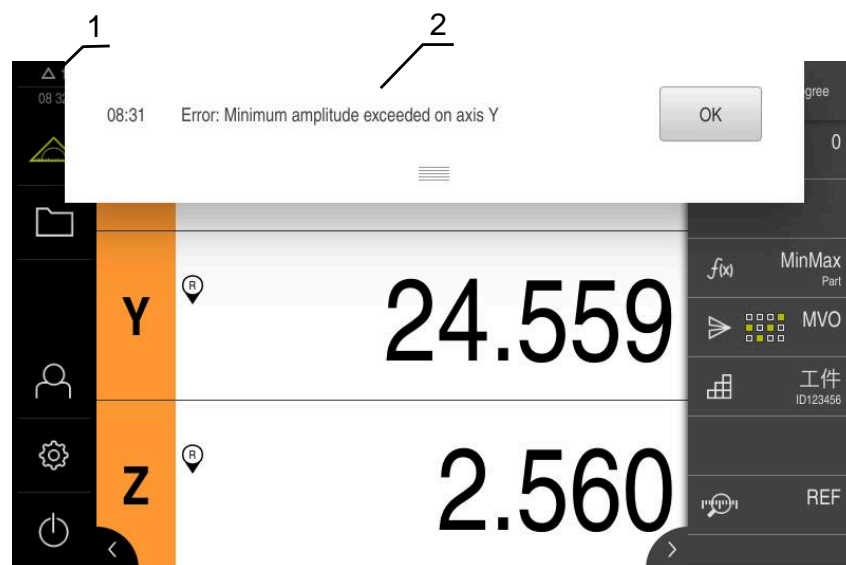 1
2
08:31 Error: Minimum amplitude exceeded on axis Y OK
gree
0
Y R 24.559
f(x) MinMax
Part
MVO
工件
ID123456
Z R 2.560
REF